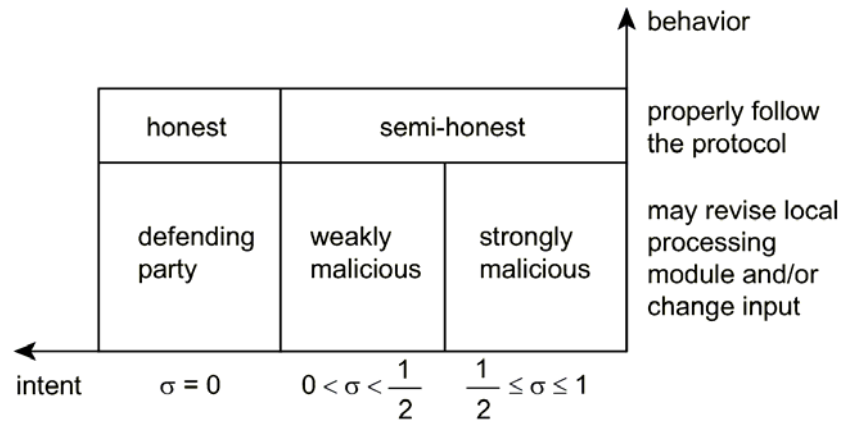 behavior
honest
semi-honest
properly follow
the protocol
defending
party
weakly
malicious
strongly
malicious
may revise local
processing
module and/or
change input
intent
σ = 0
0 < σ < 1/2
1/2 ≤ σ ≤ 1